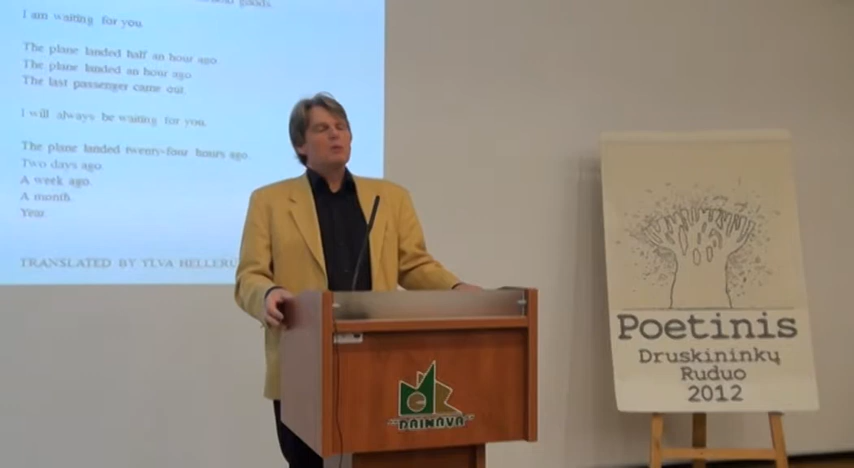 goods.
I am waiting for you.
The plane landed half an hour ago.
The plane landed an hour ago.
The last passenger came out.
I will always be waiting for you.
The plane landed twenty-four hours ago.
Two days ago.
A week ago.
A month.
Year.
TRANSLATED BY YLVA
"DAINAVA"
Poetinis
Druskininkų
Ruduo
2012